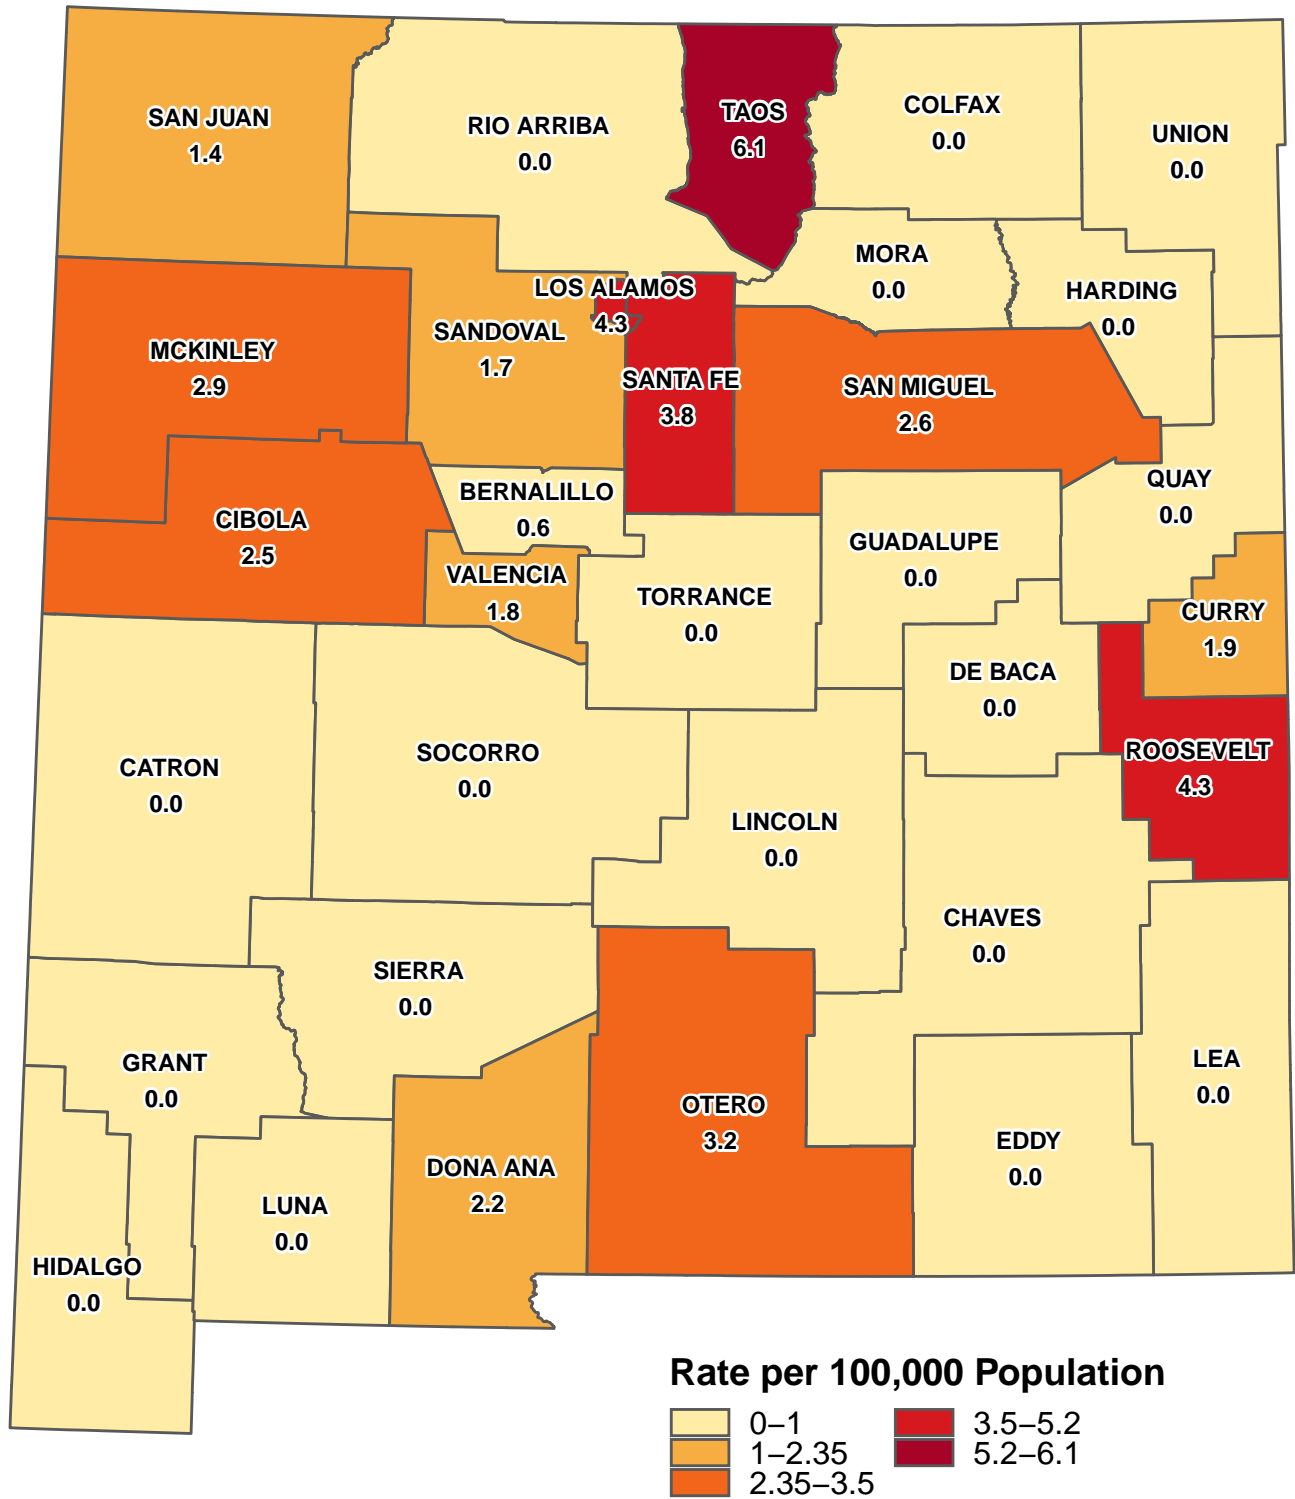 SAN JUAN
1.4
RIO ARRIBA
0.0
TAOS
6.1
COLFAX
0.0
UNION
0.0
MORA
0.0
HARDING
0.0
LOS ALAMOS
4.3
SANDOVAL
1.7
MCKINLEY
2.9
SANTA FE
3.8
SAN MIGUEL
2.6
QUAY
0.0
BERNALILLO
0.6
CIBOLA
2.5
GUADALUPE
0.0
VALENCIA
1.8
TORRANCE
0.0
CURRY
1.9
DE BACA
0.0
ROOSEVELT
4.3
CATRON
0.0
SOCORRO
0.0
LINCOLN
0.0
CHAVES
0.0
SIERRA
0.0
GRANT
0.0
LEA
0.0
OTERO
3.2
EDDY
0.0
DONA ANA
2.2
LUNA
0.0
HIDALGO
0.0
Rate per 100,000 Population
0–1
1–2.35
2.35–3.5
3.5–5.2
5.2–6.1